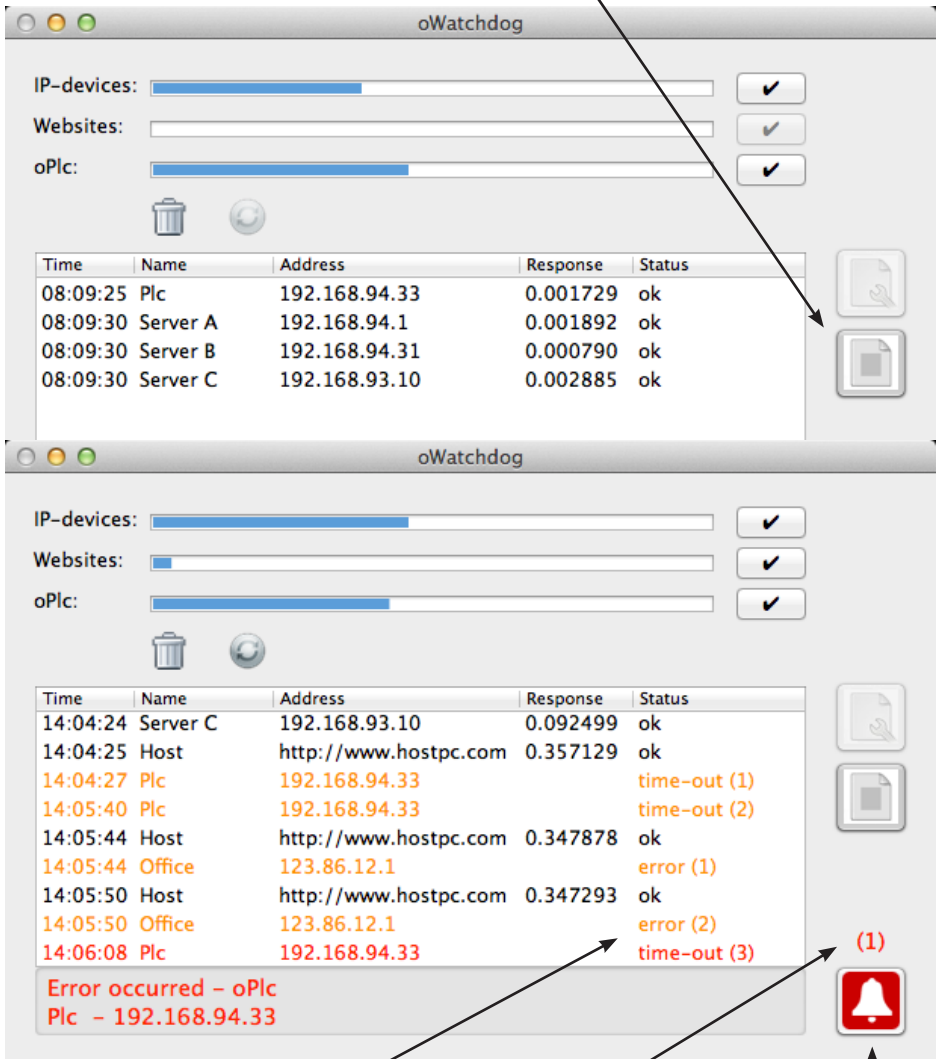 oWatchdog
IP-devices:
Websites:
oPlc:
Time Name Address Response Status
08:09:25 Plc 192.168.94.33 0.001729 ok
08:09:30 Server A 192.168.94.1 0.001892 ok
08:09:30 Server B 192.168.94.31 0.000790 ok
08:09:30 Server C 192.168.93.10 0.002885 ok
oWatchdog
IP-devices:
Websites:
oPlc:
Time Name Address Response Status
14:04:24 Server C 192.168.93.10 0.092499 ok
14:04:25 Host http://www.hostpc.com 0.357129 ok
14:04:27 Plc 192.168.94.33 time-out (1)
14:05:40 Plc 192.168.94.33 time-out (2)
14:05:44 Host http://www.hostpc.com 0.347878 ok
14:05:44 Office 123.86.12.1 error (1)
14:05:50 Host http://www.hostpc.com 0.347293 ok
14:05:50 Office 123.86.12.1 error (2)
14:06:08 Plc 192.168.94.33 time-out (3)
(1)
Error occurred - oPlc
Plc - 192.168.94.33